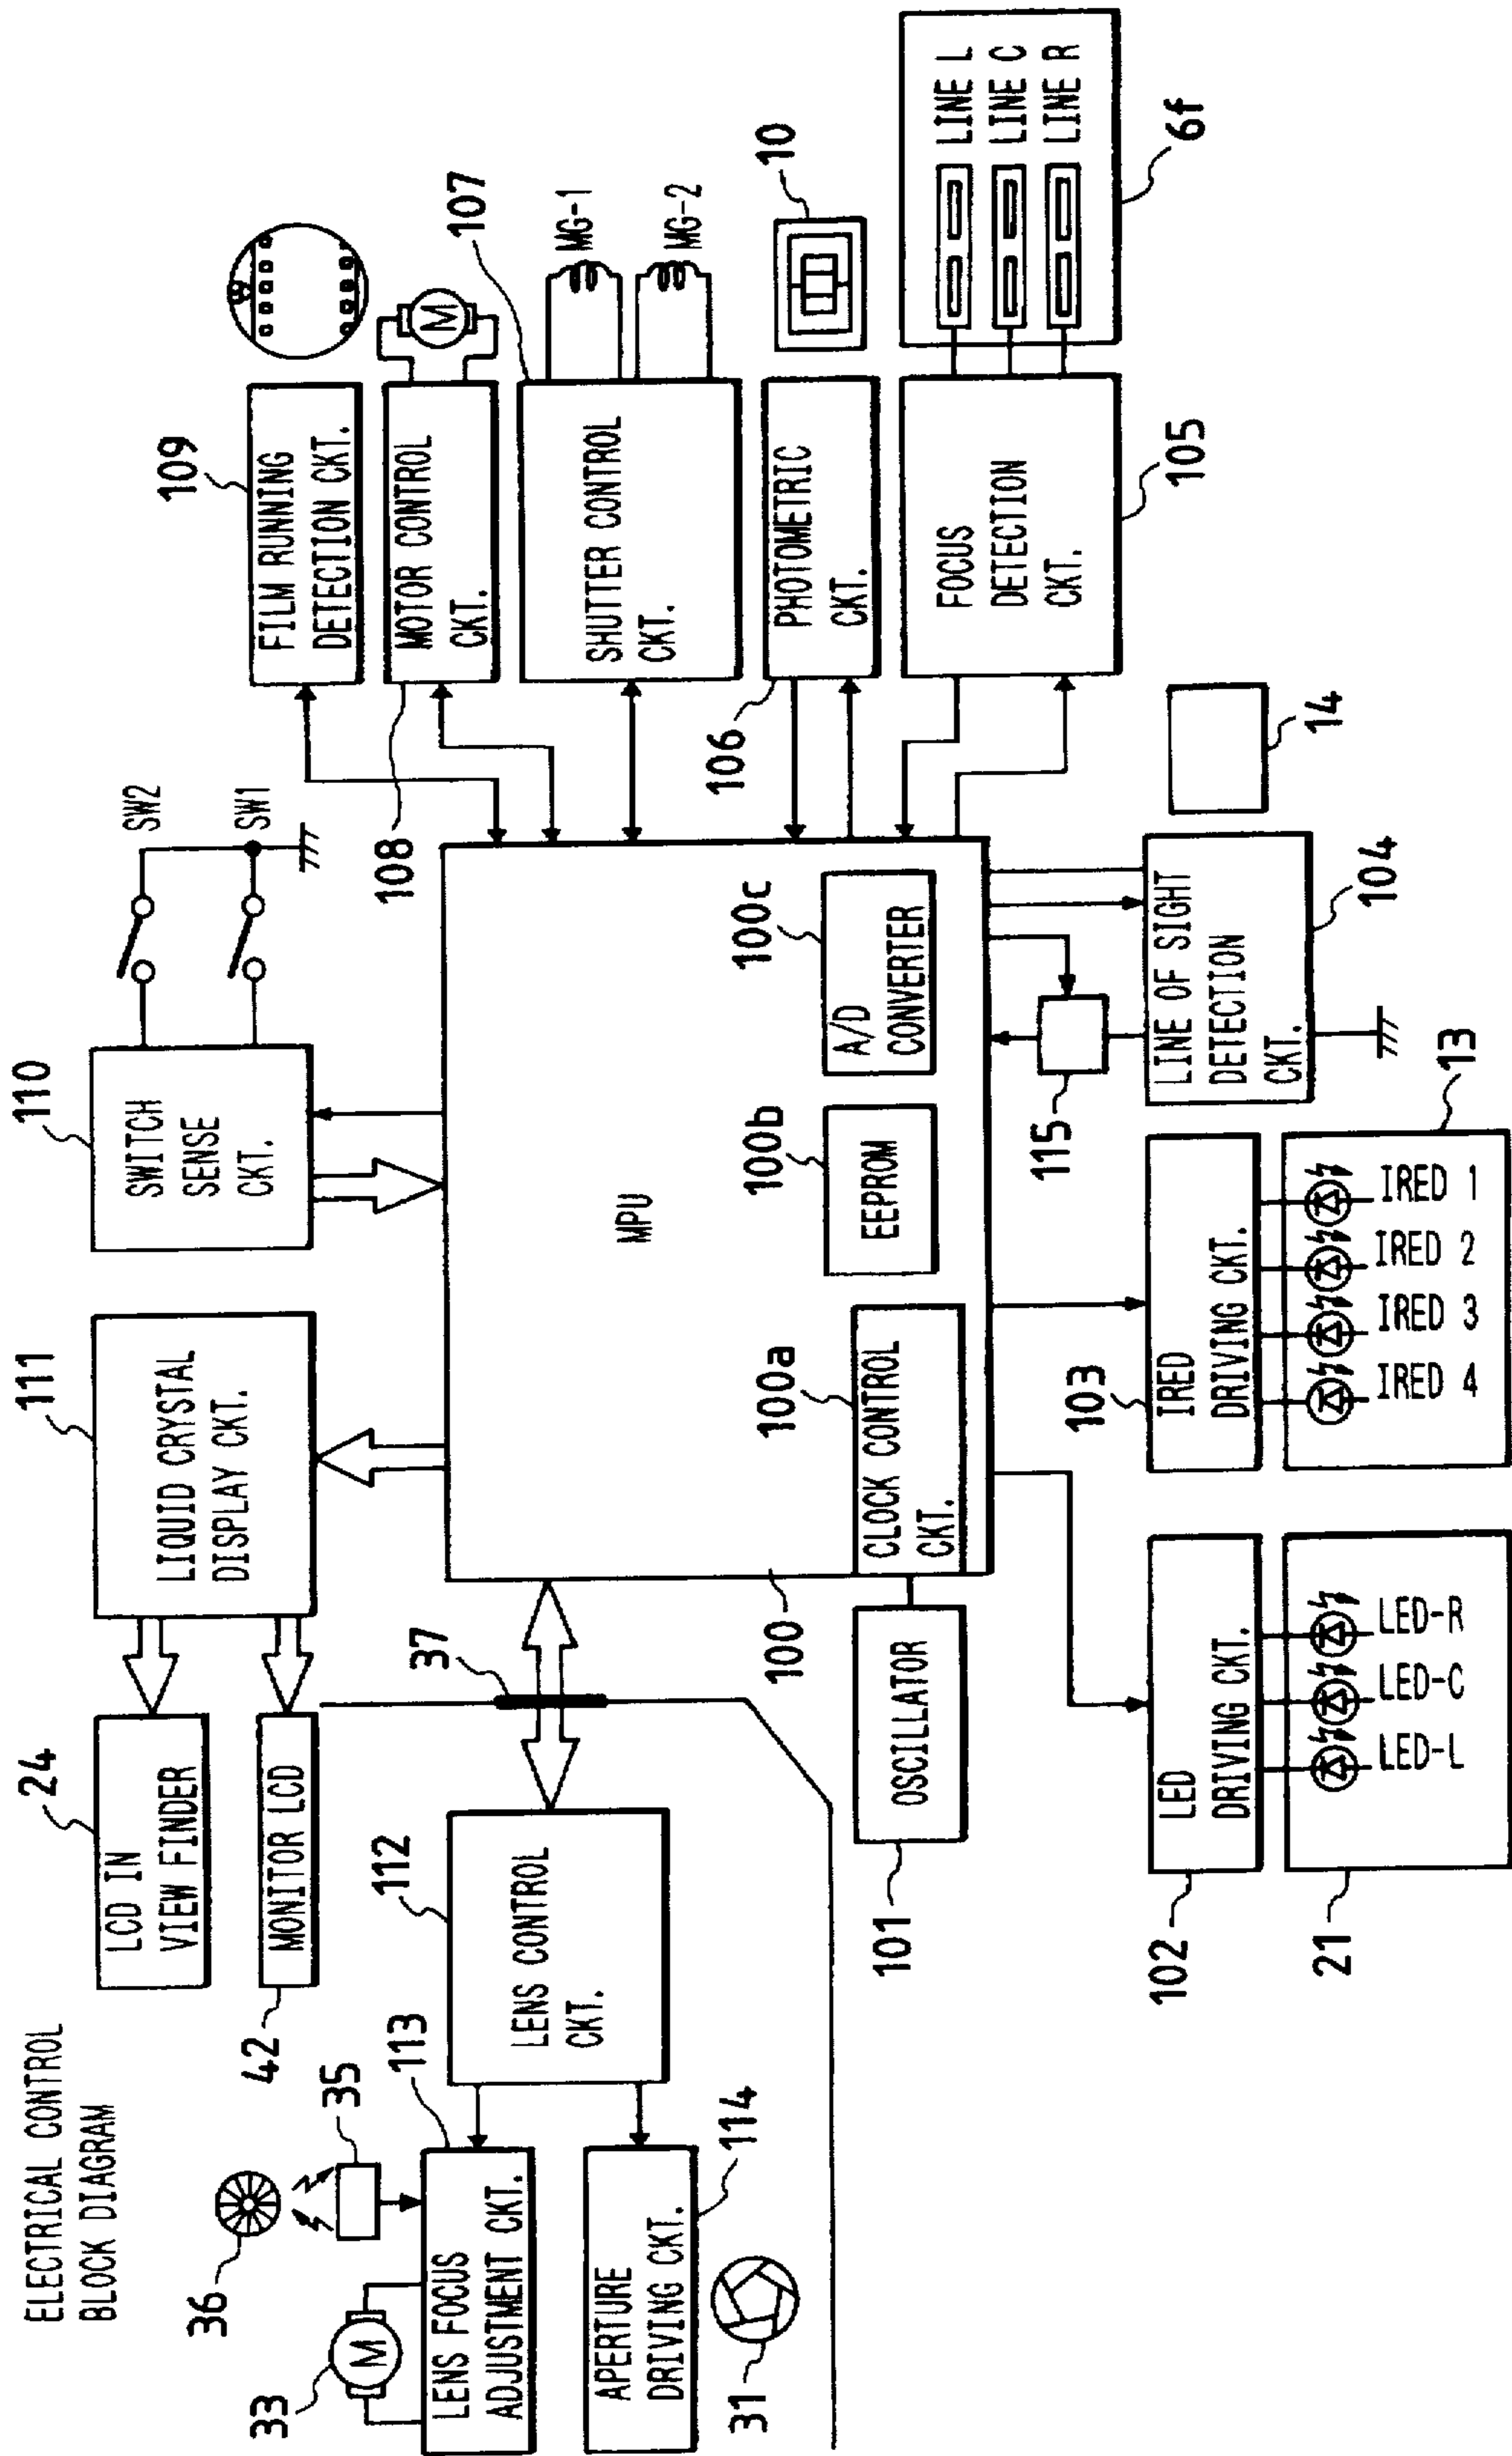 ELECTRICAL CONTROL
BLOCK DIAGRAM
36
35
33
M
113
LENS FOCUS
ADJUSTMENT CKT.
APERTURE
DRIVING CKT.
114
31
24
LCD IN
VIEW FINDER
42
MONITOR LCD
112
LENS CONTROL
CKT.
37
111
LIQUID CRYSTAL
DISPLAY CKT.
110
SWITCH
SENSE
CKT.
SW2
SW1
MPU
100
100a
CLOCK CONTROL
CKT.
100b
EEPROM
100c
A/D
CONVERTER
OSCILLATOR
101
109
FILM RUNNING
DETECTION CKT.
108
MOTOR CONTROL
CKT.
M
107
SHUTTER CONTROL
CKT.
MG-1
MG-2
106
PHOTOMETRIC
CKT.
10
FOCUS
DETECTION
CKT.
105
LINE L
LINE C
LINE R
6f
102
LED
DRIVING CKT.
21
LED-L
LED-C
LED-R
103
IRED
DRIVING CKT.
13
IRED 4
IRED 3
IRED 2
IRED 1
115
LINE OF SIGHT
DETECTION
CKT.
104
14